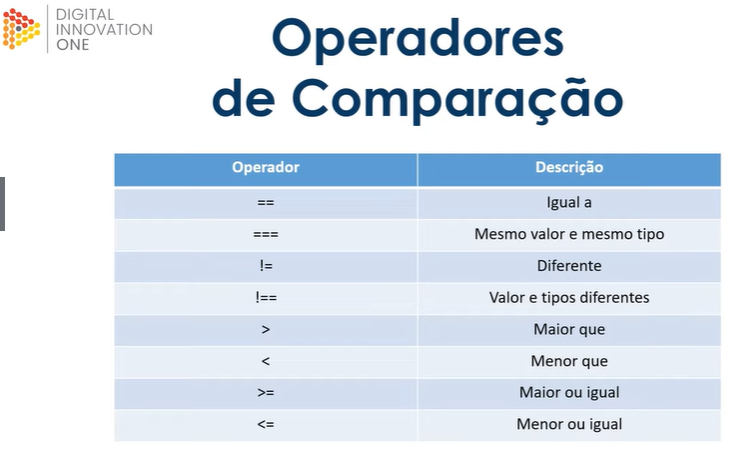 DIGITAL
INNOVATION
ONE
Operadores
de Comparação
Operador Descrição
== Igual a
=== Mesmo valor e mesmo tipo
!= Diferente
!== Valor e tipos diferentes
> Maior que
< Menor que
>= Maior ou igual
<= Menor ou igual